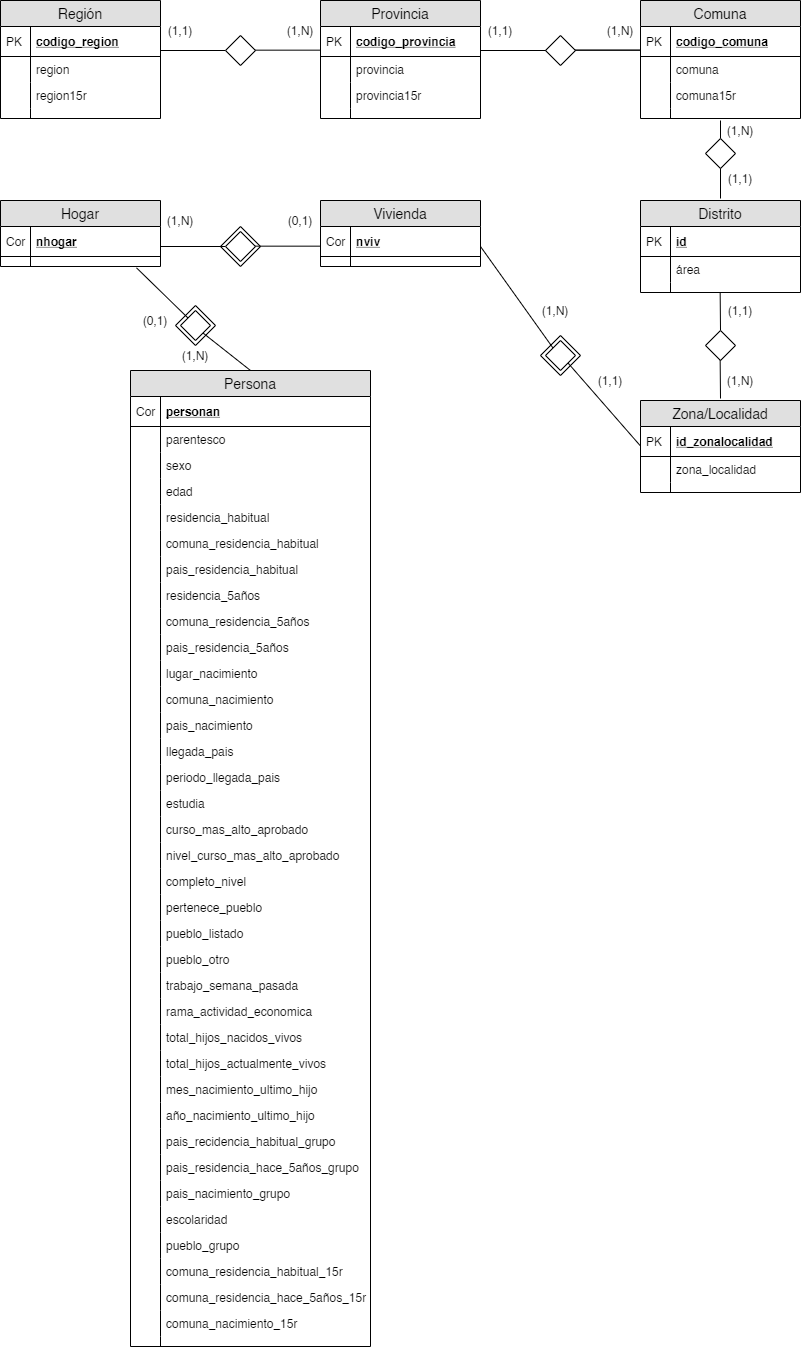 Región
PK codigo_region
region
region15r
(1,1)
(1,N)
Provincia
PK codigo_provincia
provincia
provincia15r
(1,1)
(1,N)
Comuna
PK codigo_comuna
comuna
comuna15r
(1,N)
(1,1)
Hogar
Cor nhogar
(1,N)
(0,1)
Vivienda
Cor nviv
Distrito
PK id
área
(0,1)
(1,N)
(1,N)
(1,1)
(1,1)
(1,N)
Zona/Localidad
PK id_zonalocalidad
zona_localidad
Persona
Cor personan
parentesco
sexo
edad
residencia_habitual
comuna_residencia_habitual
pais_residencia_habitual
residencia_5años
comuna_residencia_5años
pais_residencia_5años
lugar_nacimiento
comuna_nacimiento
pais_nacimiento
llegada_pais
periodo_llegada_pais
estudia
curso_mas_alto_aprobado
nivel_curso_mas_alto_aprobado
completo_nivel
pertenece_pueblo
pueblo_listado
pueblo_otro
trabajo_semana_pasada
rama_actividad_economica
total_hijos_nacidos_vivos
total_hijos_actualmente_vivos
mes_nacimiento_ultimo_hijo
año_nacimiento_ultimo_hijo
pais_recidencia_habitual_grupo
pais_residencia_hace_5años_grupo
pais_nacimiento_grupo
escolaridad
pueblo_grupo
comuna_residencia_habitual_15r
comuna_residencia_hace_5años_15r
comuna_nacimiento_15r